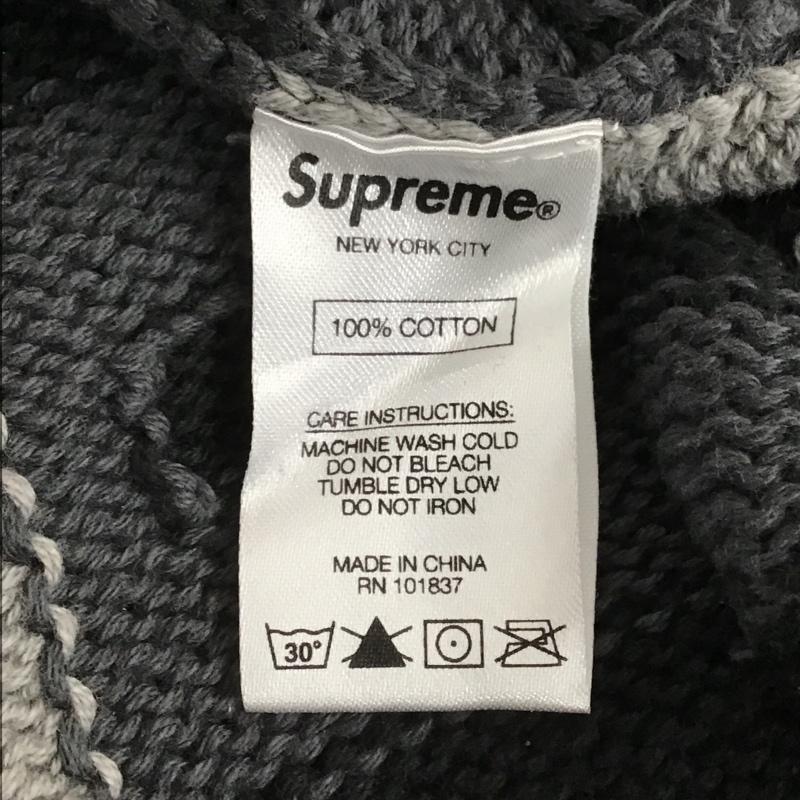 Supreme®
NEW YORK CITY
100% COTTON
CARE INSTRUCTIONS:
MACHINE WASH COLD
DO NOT BLEACH
TUMBLE DRY LOW
DO NOT IRON
MADE IN CHINA
RN 101837
30°